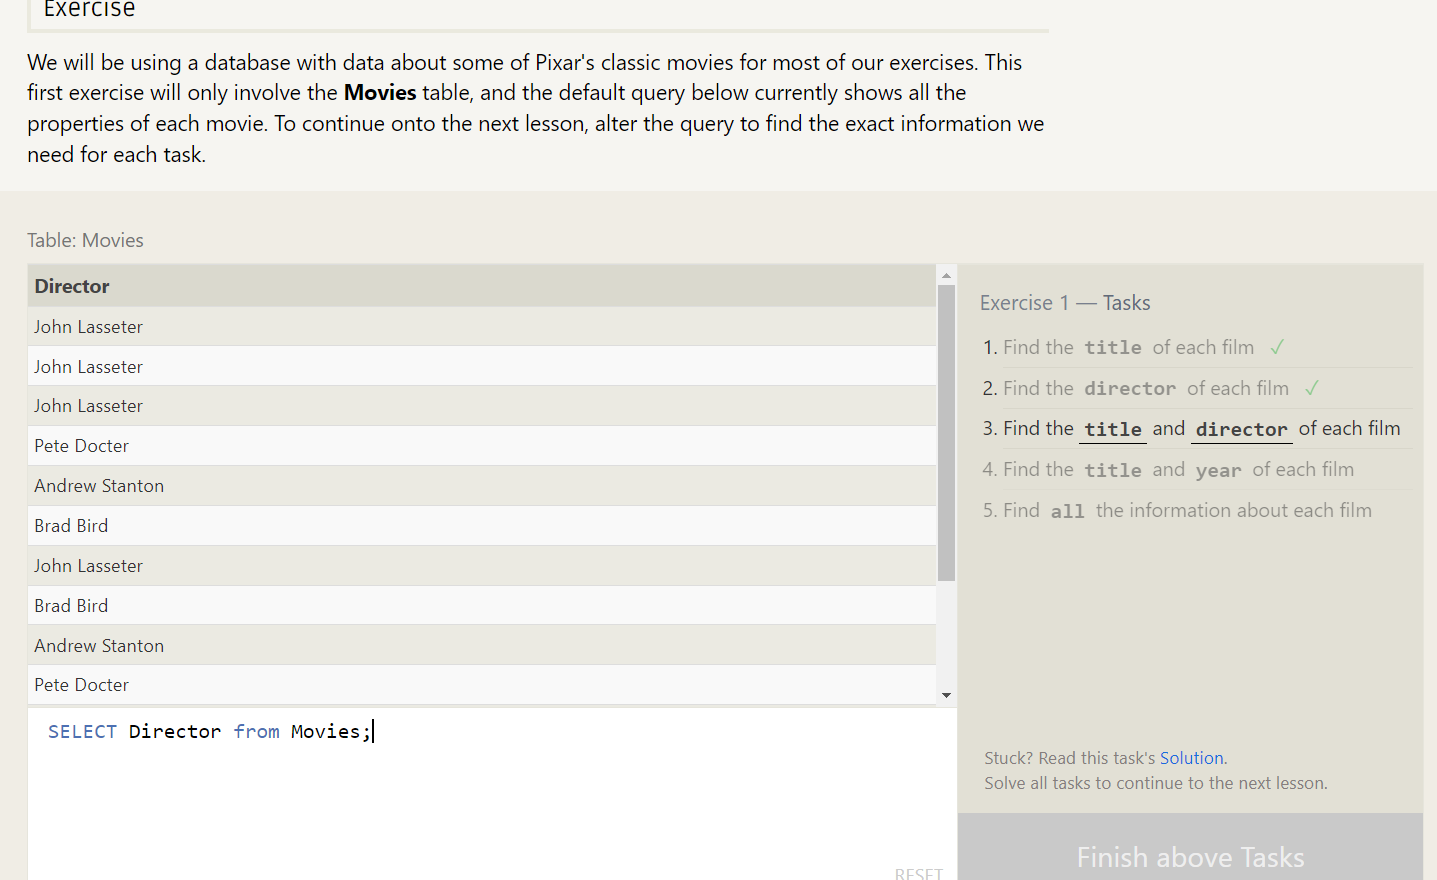 Exercise
We will be using a database with data about some of Pixar's classic movies for most of our exercises. This
first exercise will only involve the Movies table, and the default query below currently shows all the
properties of each movie. To continue onto the next lesson, alter the query to find the exact information we
need for each task.
Table: Movies
Director
John Lasseter
John Lasseter
John Lasseter
Pete Docter
Andrew Stanton
Brad Bird
John Lasseter
Brad Bird
Andrew Stanton
Pete Docter
SELECT Director from Movies;
RESET
Exercise 1 — Tasks
1. Find the title of each film ✓
2. Find the director of each film ✓
3. Find the title and director of each film
4. Find the title and year of each film
5. Find all the information about each film
Stuck? Read this task's Solution.
Solve all tasks to continue to the next lesson.
Finish above Tasks